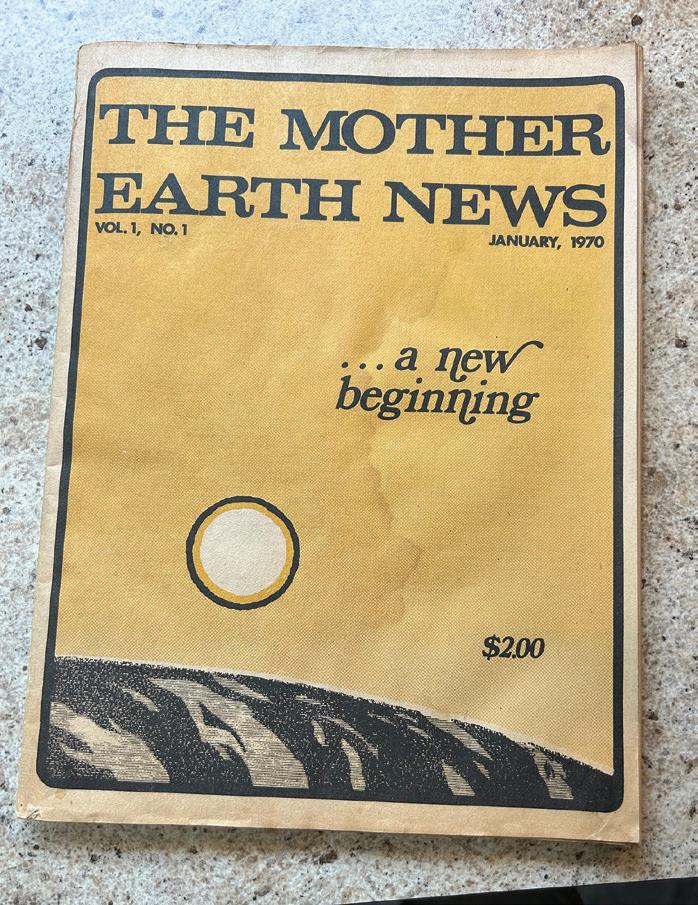 THE MOTHER
EARTH NEWS
VOL. 1, NO. 1
JANUARY, 1970
...a new
beginning
$2.00